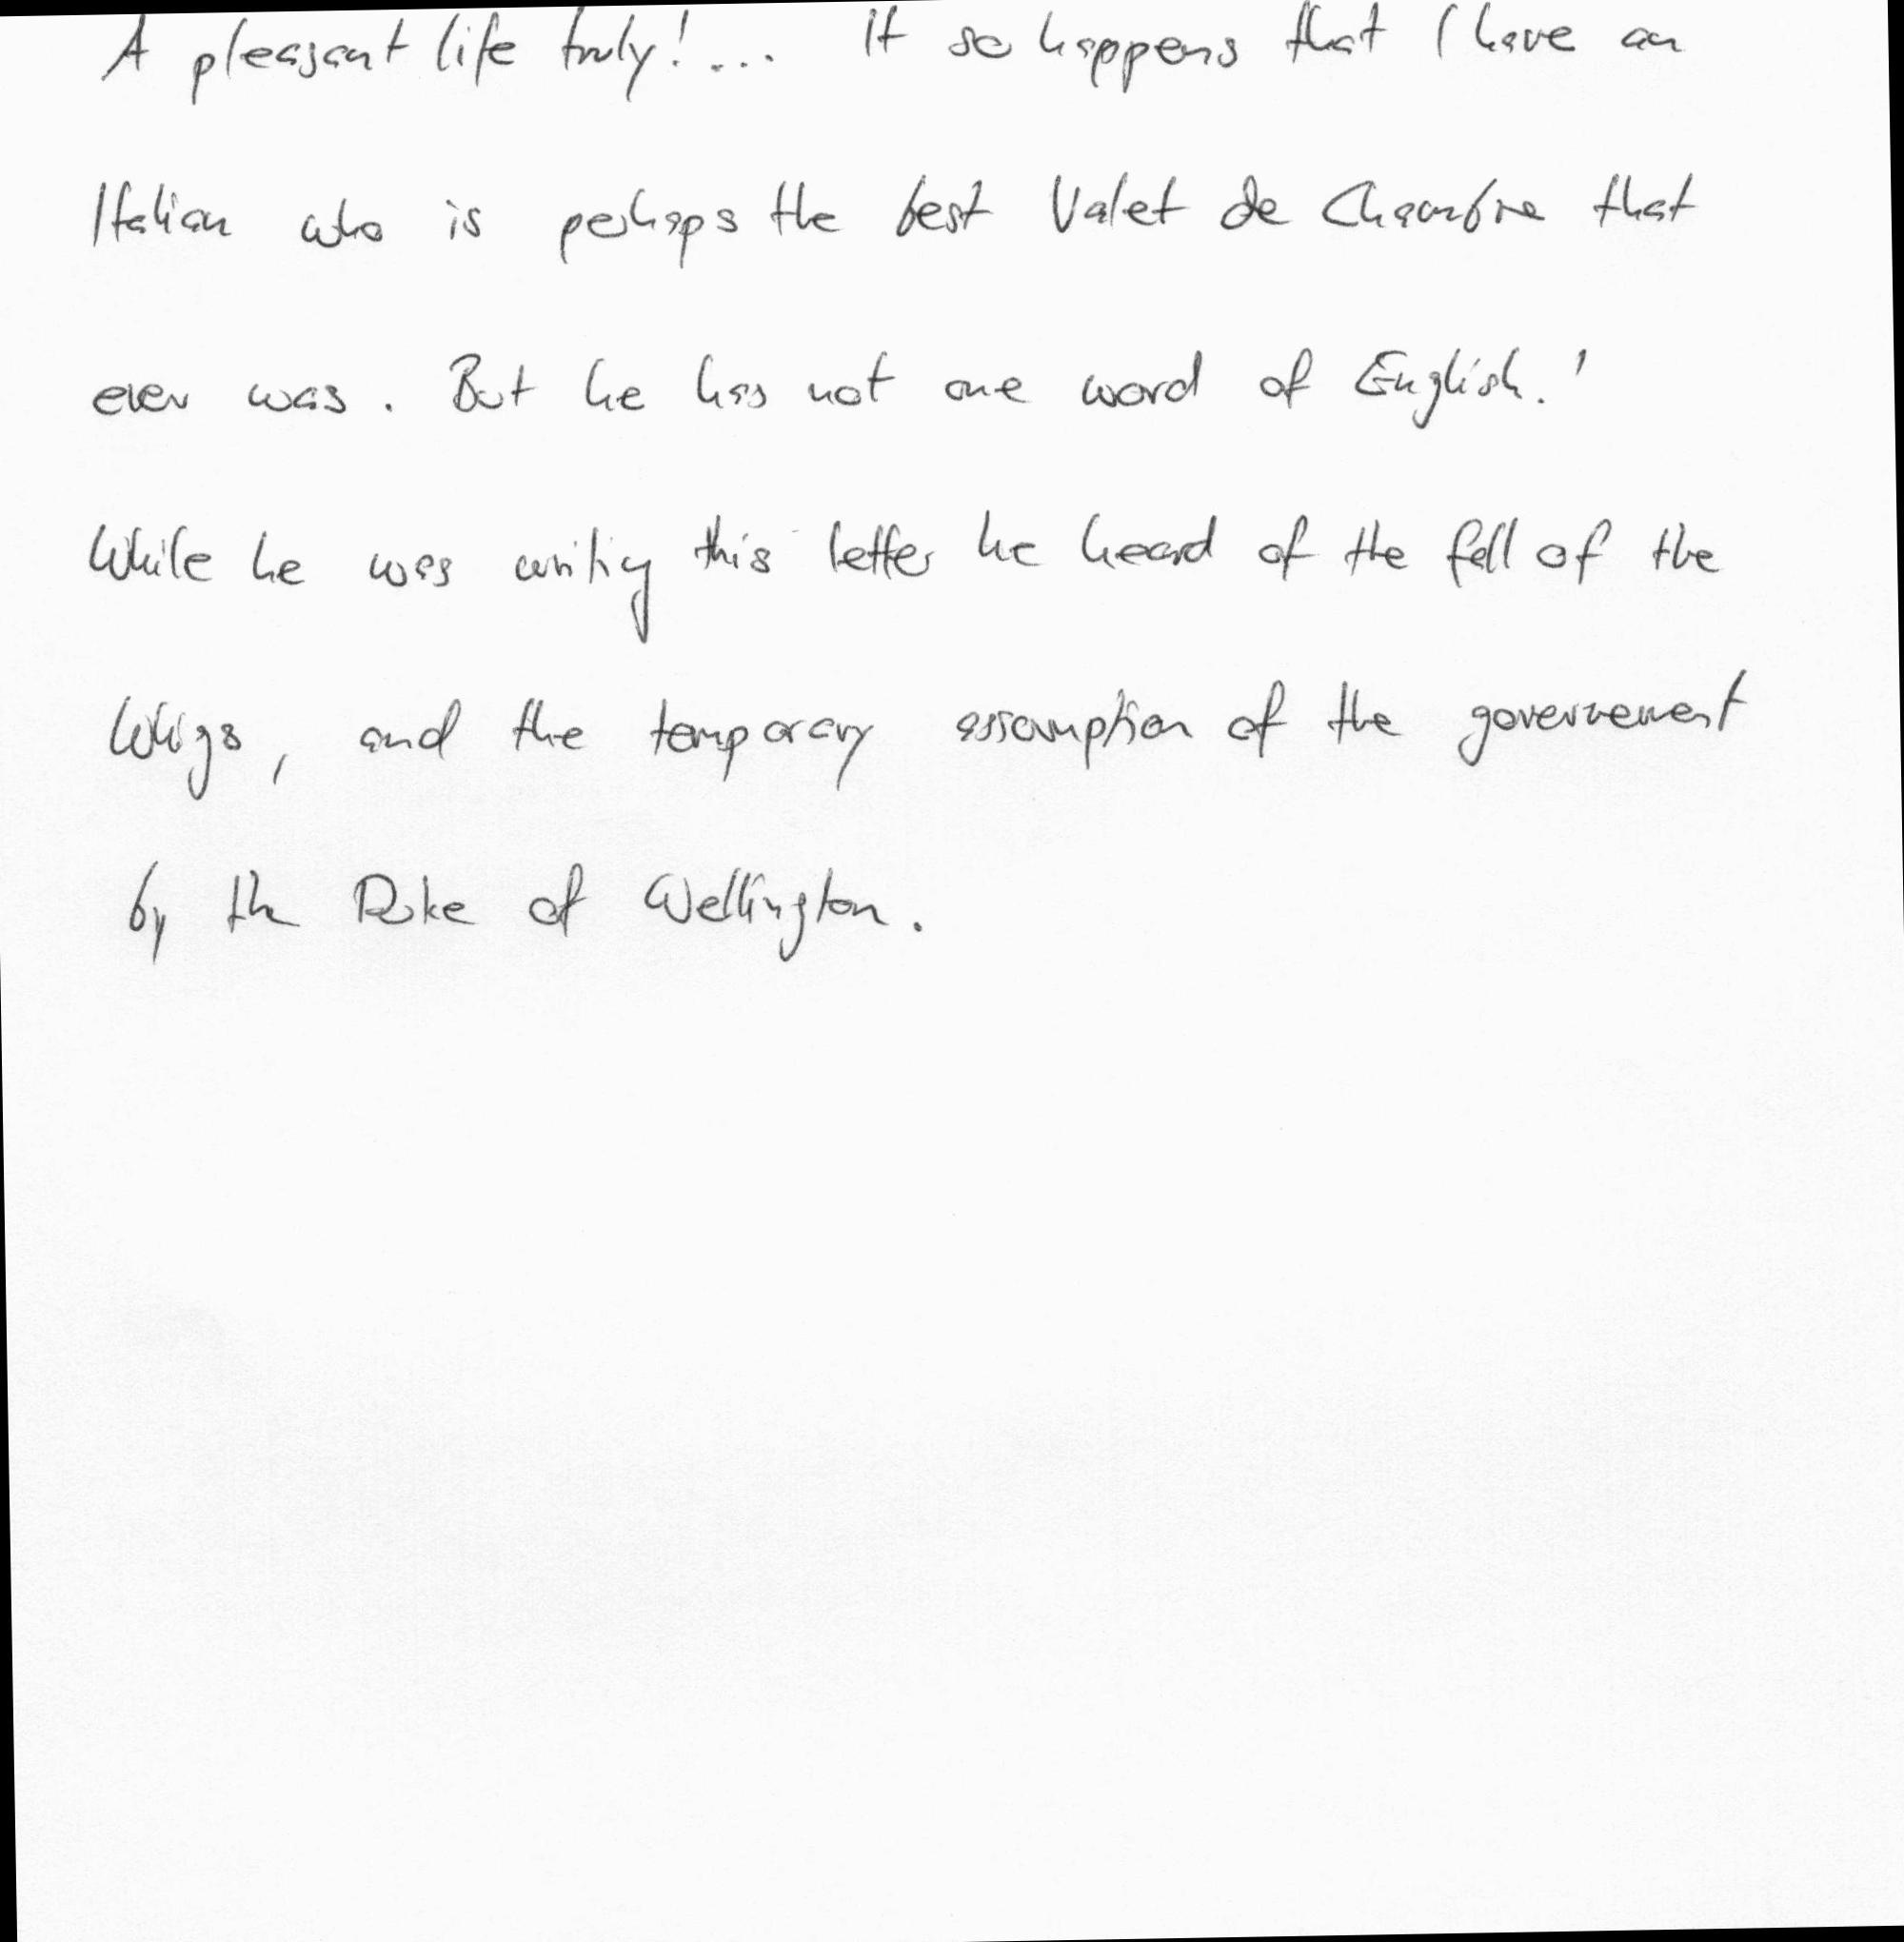 A pleasant life truly! ... It so happens that I have an
Italian who is perhaps the best Valet de Chambre that
ever was. But he has not one word of English.'
While he was writing this letter he heard of the fall of the
Whigs, and the temporary assumption of the government
by the Duke of Wellington.